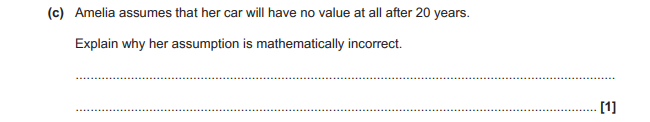 (c) Amelia assumes that her car will have no value at all after 20 years.
Explain why her assumption is mathematically incorrect.
..........................................................................................................................................................
..................................................................................................................................................... [1]